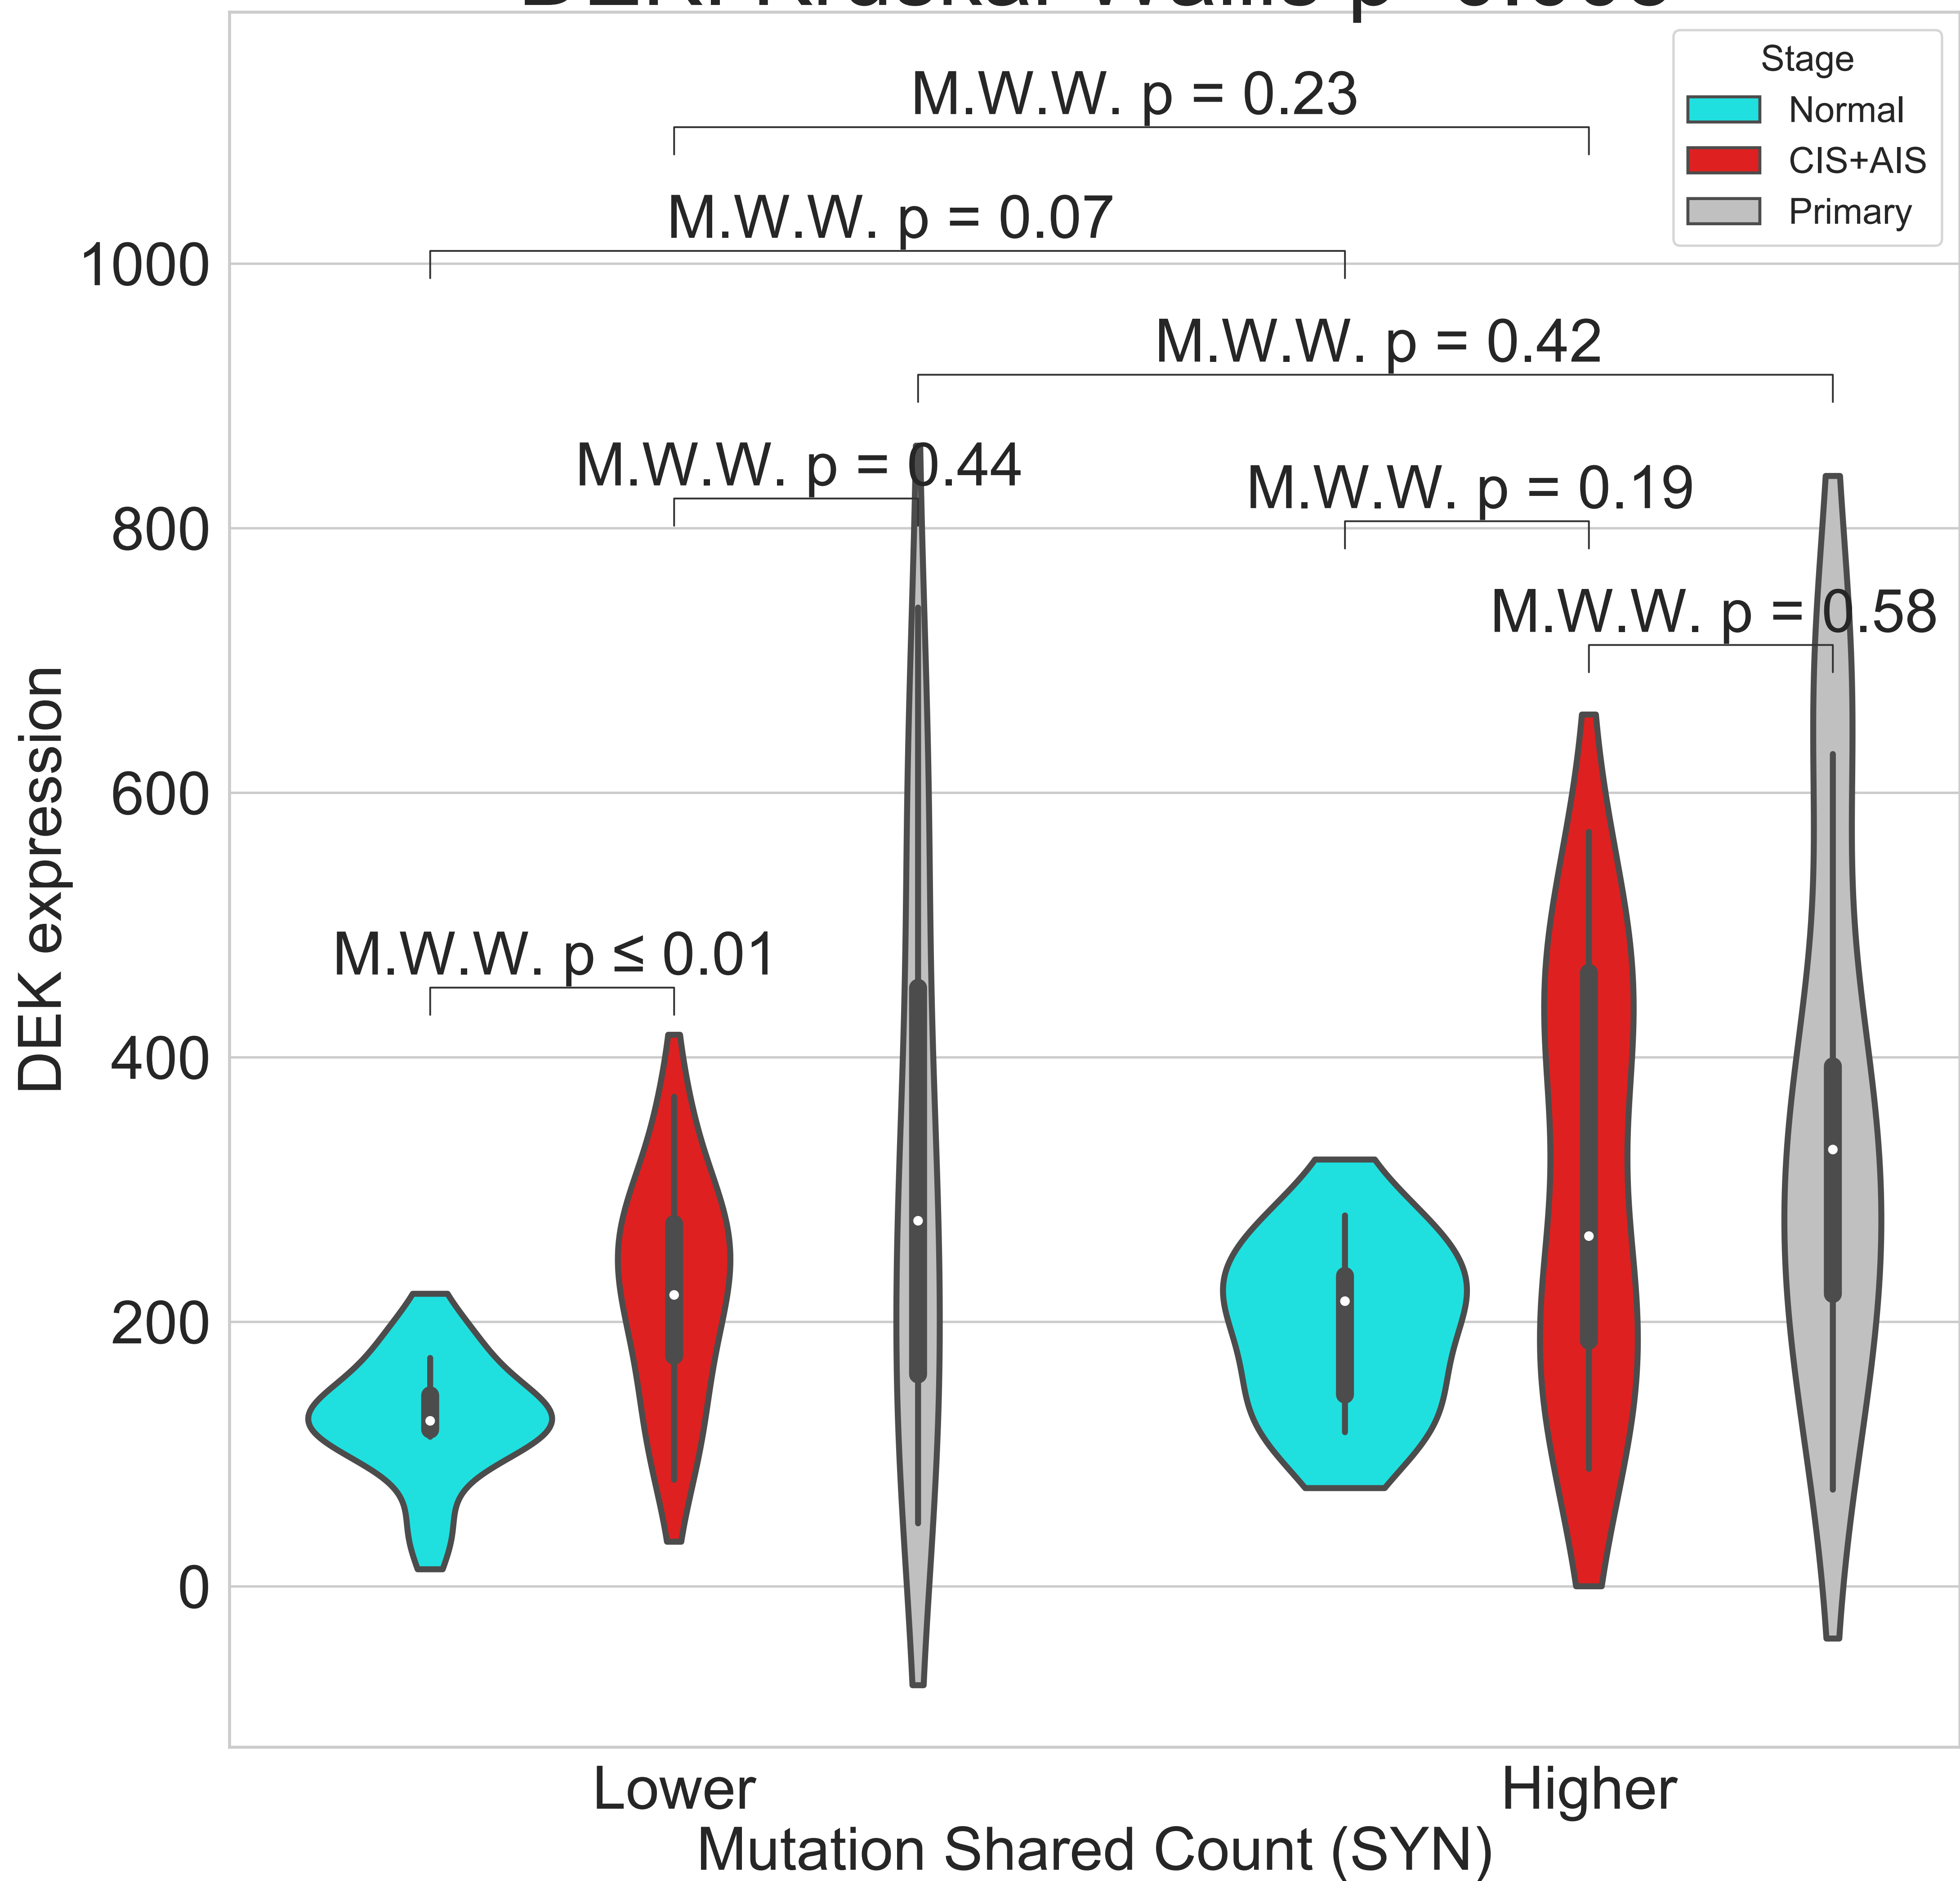 Stage
Normal
CIS+AIS
Primary
M.W.W. p = 0.23
M.W.W. p = 0.07
M.W.W. p = 0.42
M.W.W. p = 0.44
M.W.W. p = 0.19
M.W.W. p = 0.58
M.W.W. p ≤ 0.01
1000
800
600
400
200
0
DEK expression
Lower
Higher
Mutation Shared Count (SYN)